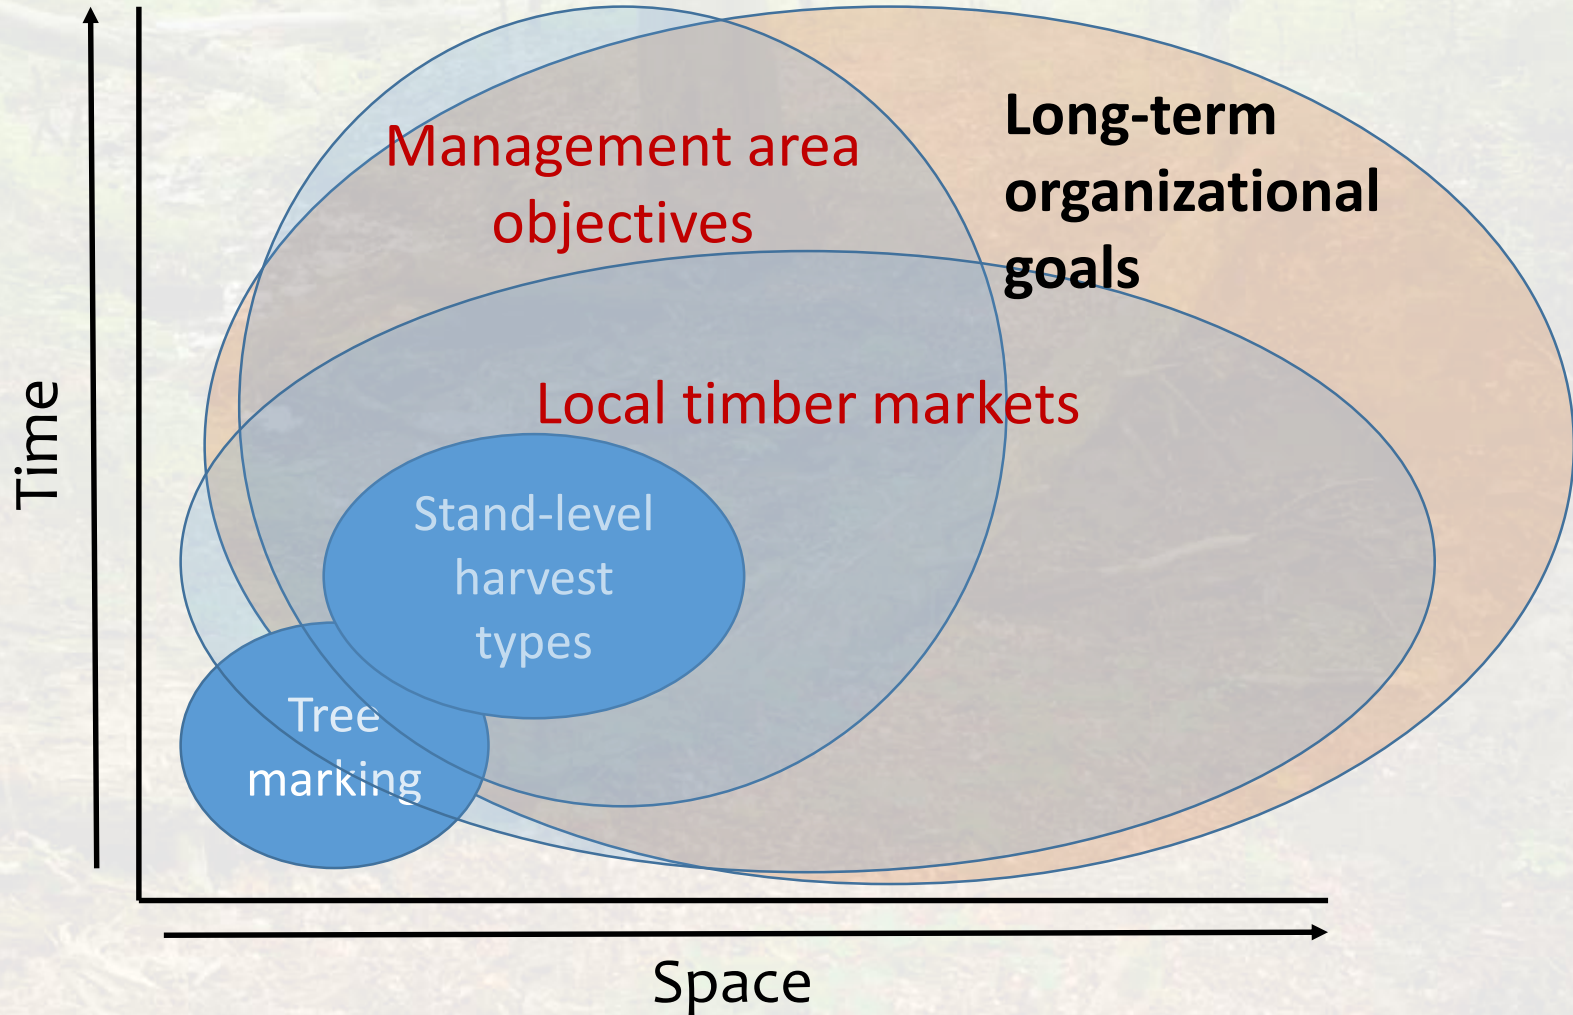 Management area
objectives
Long-term
organizational
goals
Local timber markets
Stand-level
harvest
types
Tree
marking
Time
Space